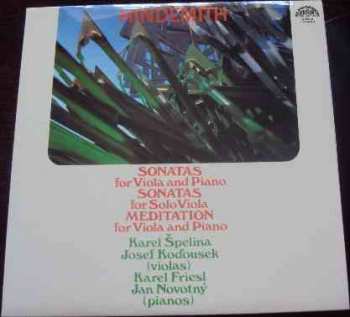 HINDEMITH
SONATAS
for Viola and Piano
SONATAS
for Solo Viola
MEDITATION
for Viola and Piano
Karel Špelina
Josef Koďousek
(violas)
Karel Friesl
Jan Novotný
(pianos)